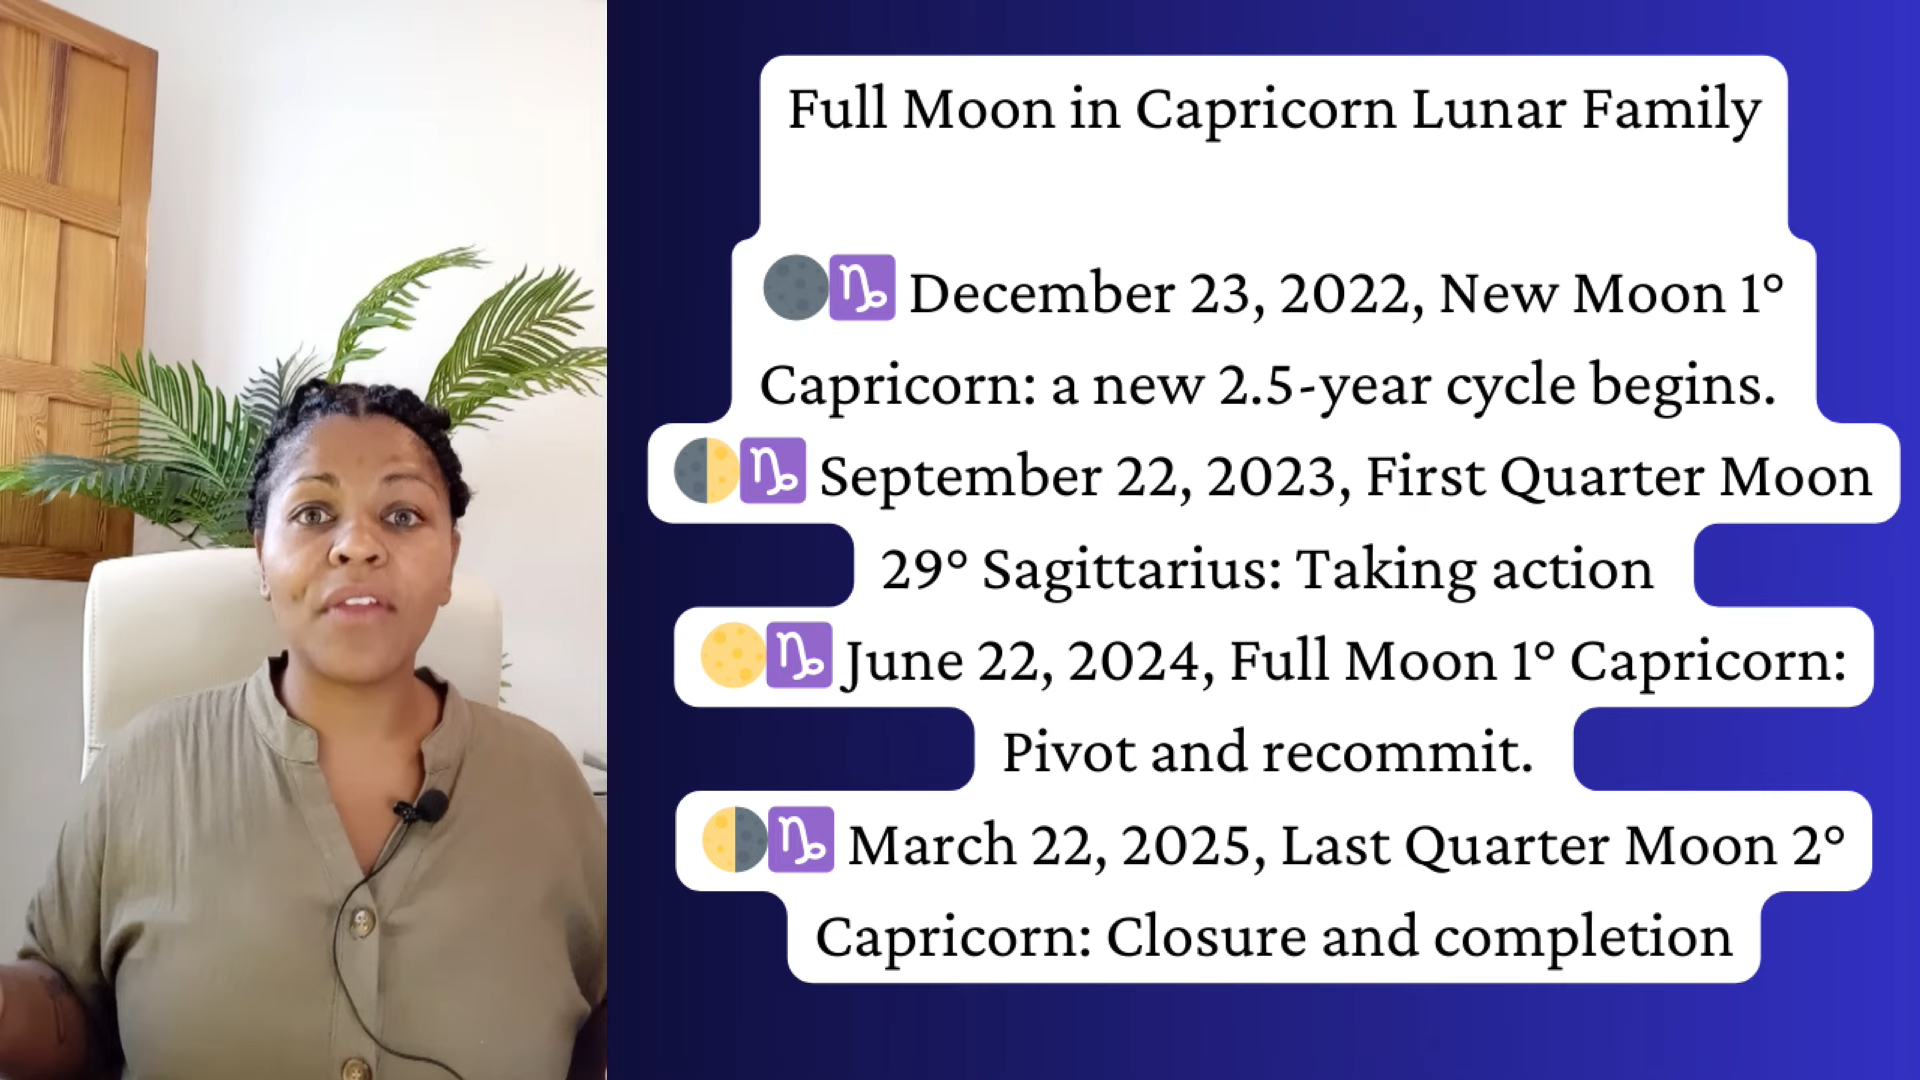 Full Moon in Capricorn Lunar Family
🌑♑ December 23, 2022, New Moon 1°
Capricorn: a new 2.5-year cycle begins.
🌓♑ September 22, 2023, First Quarter Moon
29° Sagittarius: Taking action
🌕♑ June 22, 2024, Full Moon 1° Capricorn:
Pivot and recommit.
🌗♑ March 22, 2025, Last Quarter Moon 2°
Capricorn: Closure and completion